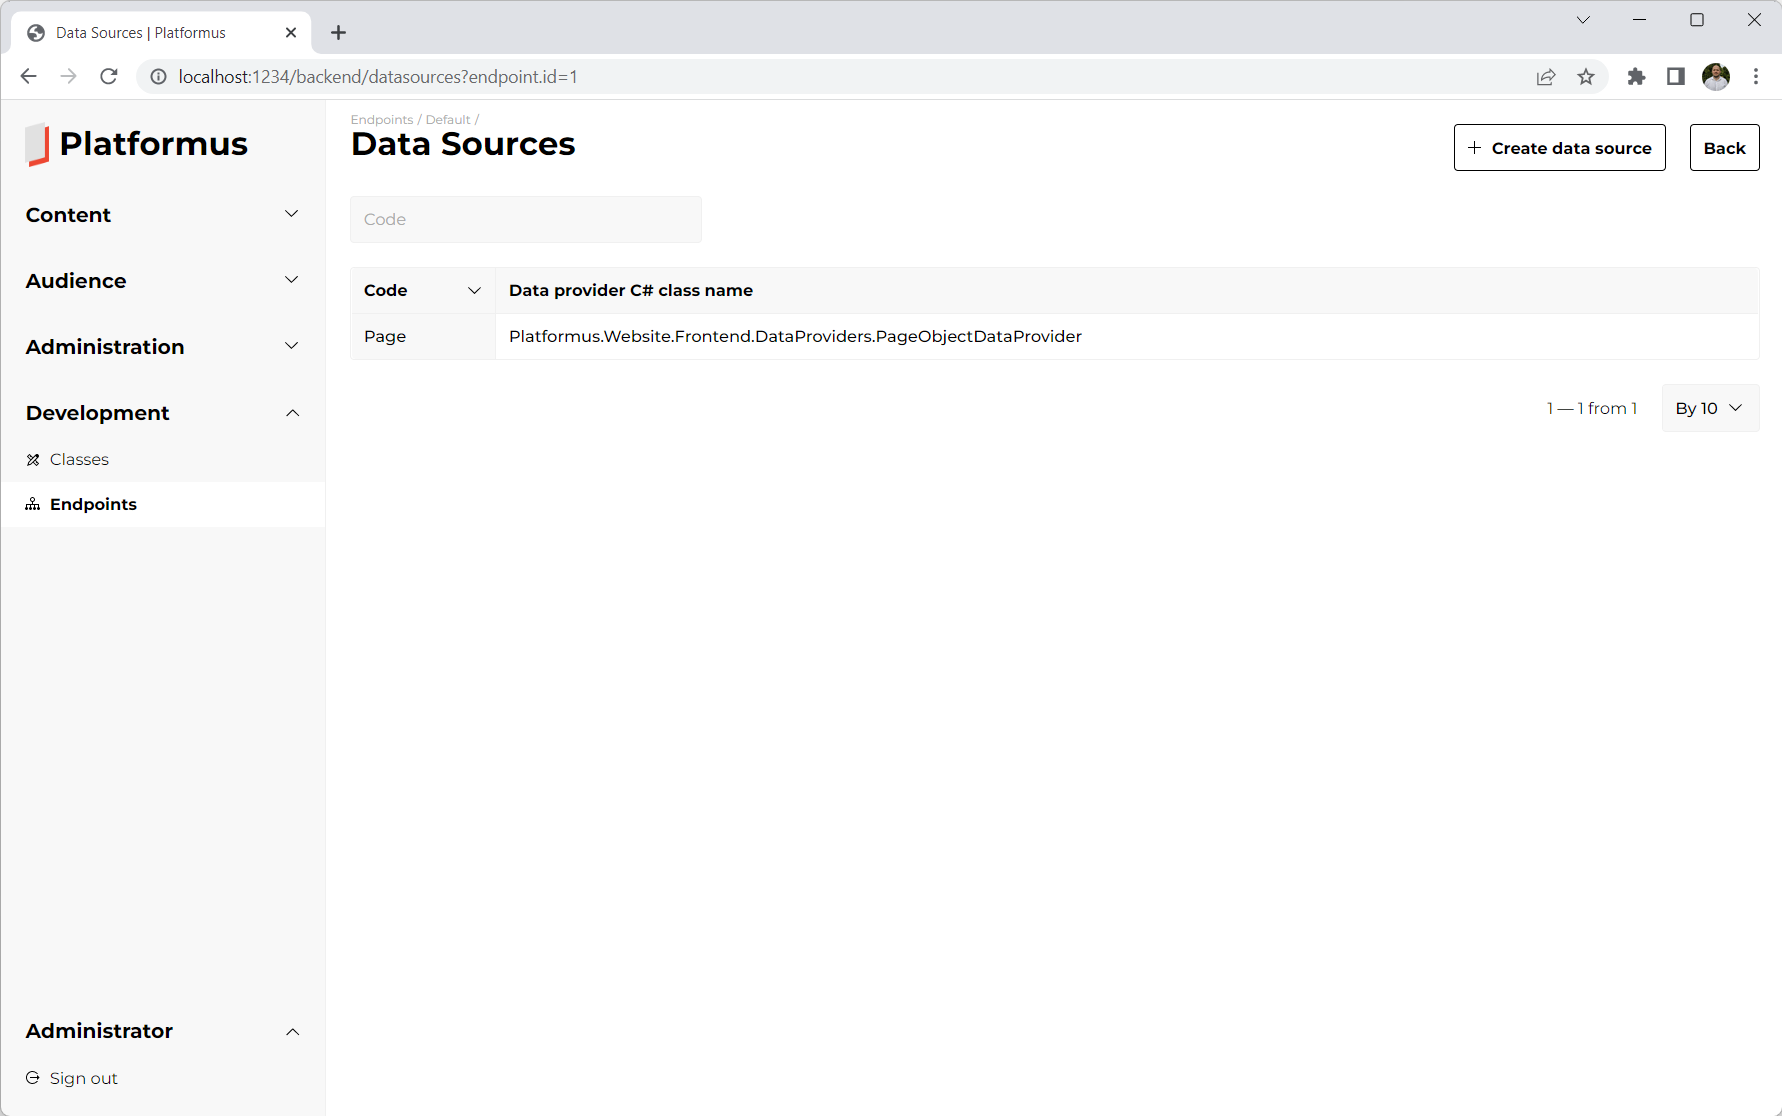 Data Sources | Platformus
localhost:1234/backend/datasources?endpoint.id=1
Platformus
Content
Audience
Administration
Development
Classes
Endpoints
Administrator
Sign out
Endpoints / Default /
Data Sources
Create data source
Back
Code
Code
Data provider C# class name
Page
Platformus.Website.Frontend.DataProviders.PageObjectDataProvider
1 — 1 from 1
By 10